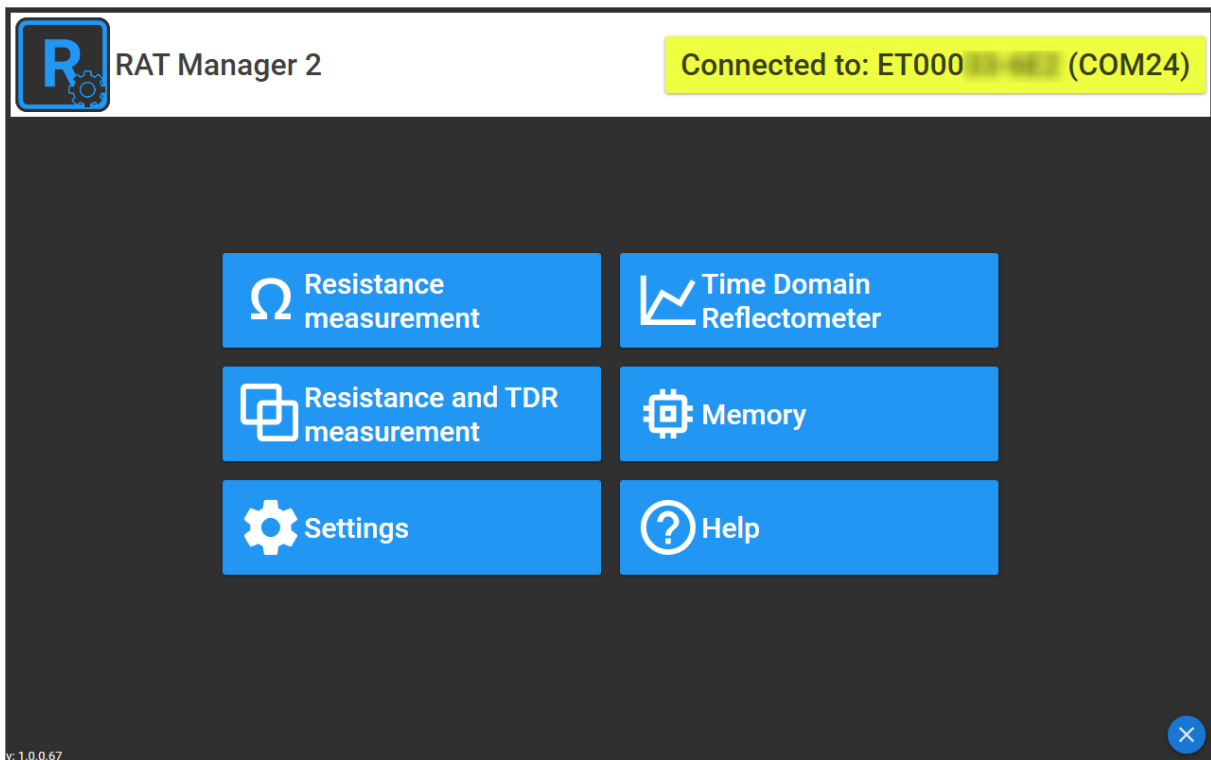 R
RAT Manager 2
Connected to: ET000 (COM24)
Ω
Resistance
measurement
Time Domain
Reflectometer
Resistance and TDR
measurement
Memory
Settings
?
Help
v: 1.0.0.67